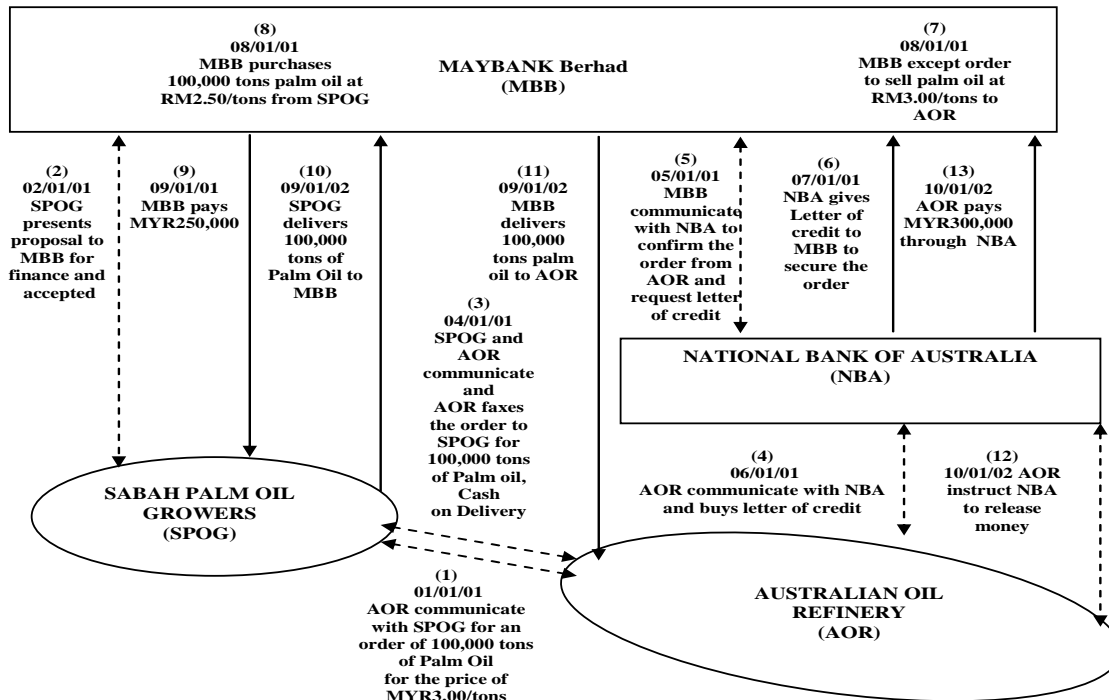 (8)
08/01/01
MBB purchases
100,000 tons palm oil at
RM2.50/tons from SPOG
MAYBANK Berhad
(MBB)
(7)
08/01/01
MBB except order
to sell palm oil at
RM3.00/tons to
AOR
(2)
02/01/01
SPOG
presents
proposal to
MBB for
finance and
accepted
(9)
09/01/01
MBB pays
MYR250,000
(10)
09/01/02
SPOG
delivers
100,000
tons of
Palm Oil to
MBB
(11)
09/01/02
MBB
delivers
100,000
tons palm
oil to AOR
(5)
05/01/01
MBB
communicate
with NBA to
confirm the
order from
AOR and
request letter
of credit
(6)
07/01/01
NBA gives
Letter of
credit to
MBB to
secure the
order
(13)
10/01/02
AOR pays
MYR300,000
through NBA
(3)
04/01/01
SPOG and
AOR
communicate
and
AOR faxes
the order to
SPOG for
100,000 tons
of Palm oil,
Cash
on Delivery
NATIONAL BANK OF AUSTRALIA
(NBA)
(4)
06/01/01
AOR communicate with NBA
and buys letter of credit
(12)
10/01/02 AOR
instruct NBA
to release
money
SABAH PALM OIL
GROWERS
(SPOG)
(1)
01/01/01
AOR communicate
with SPOG for an
order of 100,000 tons
of Palm Oil
for the price of
MYR3.00/tons
AUSTRALIAN OIL
REFINERY
(AOR)